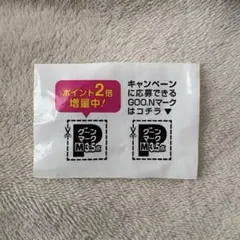 ポイント2倍
増量中!
キャンペーン
に応募できる
GOO.Nマーク
はコチラ▼
グーン
マーク
M3.5点
グーン
マーク
M3.5点